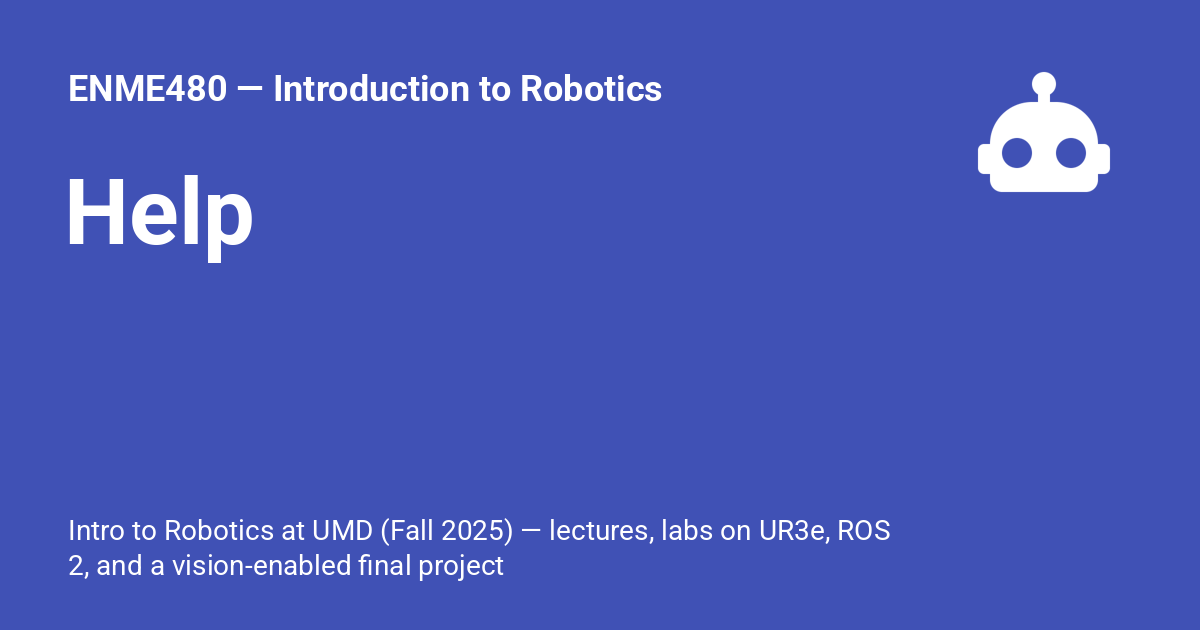 ENME480 — Introduction to Robotics
Help
Intro to Robotics at UMD (Fall 2025) — lectures, labs on UR3e, ROS
2, and a vision-enabled final project